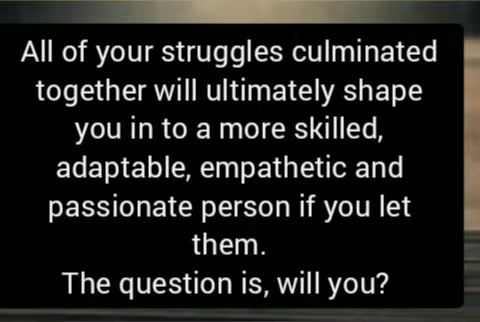 All of your struggles culminated
together will ultimately shape
you in to a more skilled,
adaptable, empathetic and
passionate person if you let
them.
The question is, will you?